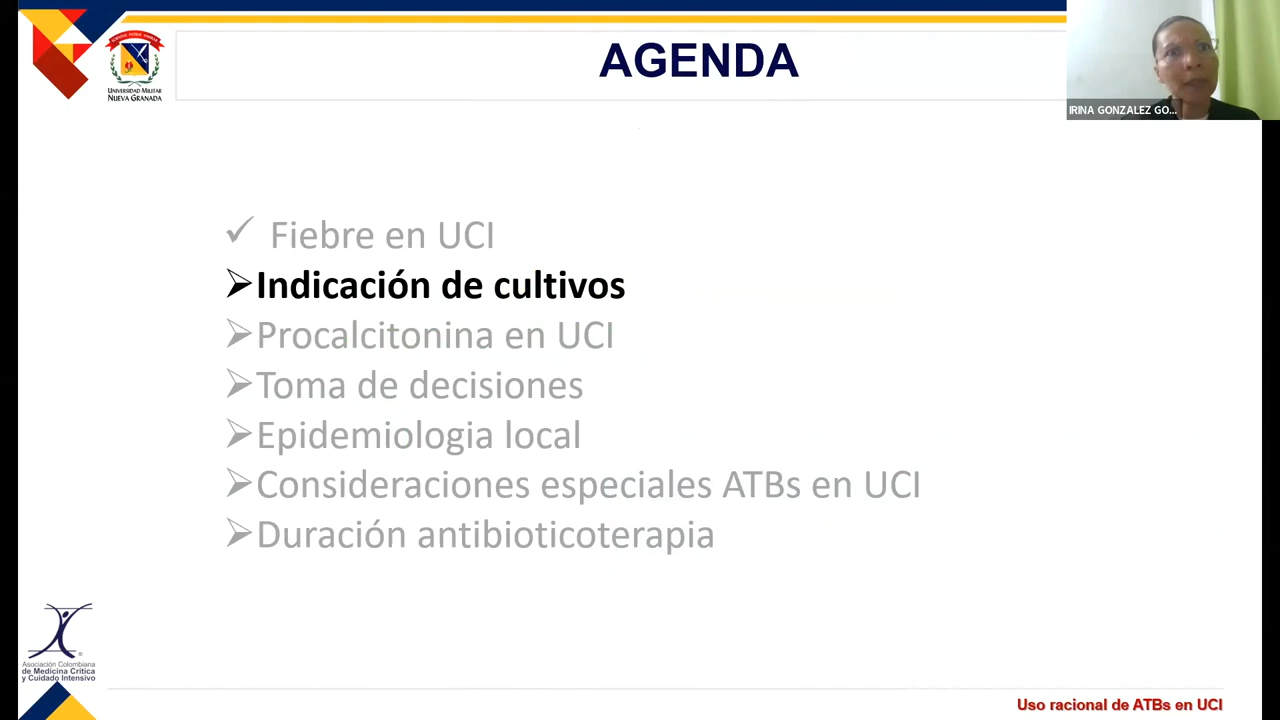 AGENDA
UNIVERSIDAD MILITAR
NUEVA GRANADA
IRINA GONZALEZ GO...
✓ Fiebre en UCI
➢Indicación de cultivos
➢Procalcitonina en UCI
➢Toma de decisiones
➢Epidemiologia local
➢Consideraciones especiales ATBs en UCI
➢Duración antibioticoterapia
Asociación Colombiana
de Medicina Crítica
y Cuidado Intensivo
Uso racional de ATBs en UCI